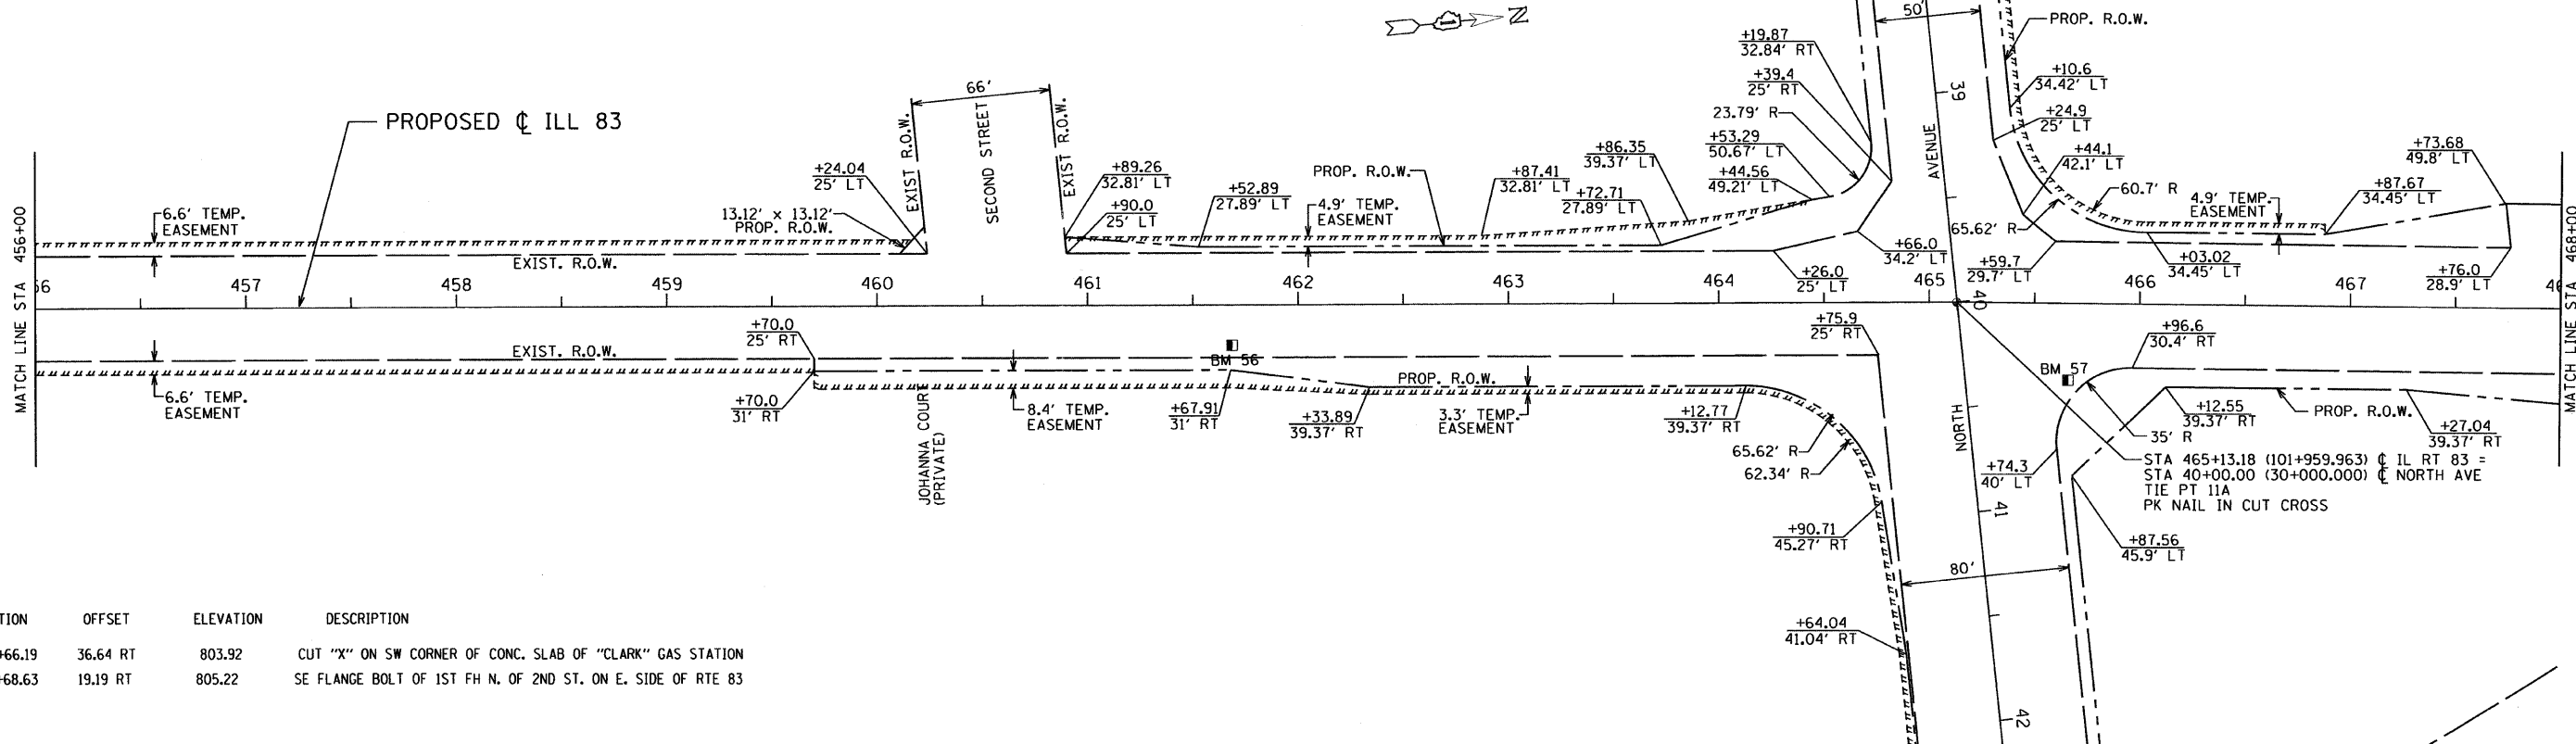 N
50'
PROP. R.O.W.
+19.87
32.84' RT
+39.4
25' RT
23.79' R
+53.29
50.67' LT
+44.56
49.21' LT
+10.6
34.42' LT
+24.9
25' LT
+44.1
42.1' LT
60.7' R
65.62' R
39
AVENUE
+73.68
49.8' LT
4.9' TEMP.
EASEMENT
+87.67
34.45' LT
PROPOSED ℄ ILL 83
66'
EXIST R.O.W.
SECOND STREET
EXIST R.O.W.
+24.04
25' LT
13.12' x 13.12'
PROP. R.O.W.
6.6' TEMP.
EASEMENT
EXIST. R.O.W.
+89.26
32.81' LT
+90.0
25' LT
+52.89
27.89' LT
4.9' TEMP.
EASEMENT
PROP. R.O.W.
+87.41
32.81' LT
+86.35
39.37' LT
+72.71
27.89' LT
+26.0
25' LT
+66.0
34.2' LT
+59.7
29.7' LT
+03.02
34.45' LT
+76.0
28.9' LT
MATCH LINE STA 456+00
56
457
458
459
460
461
462
463
464
465
466
467
MATCH LINE STA 468+00
40
+70.0
25' RT
EXIST. R.O.W.
6.6' TEMP.
EASEMENT
+70.0
31' RT
JOHANNA COURT
(PRIVATE)
8.4' TEMP.
EASEMENT
BM 56
+67.91
31' RT
+33.89
39.37' RT
PROP. R.O.W.
3.3' TEMP.
EASEMENT
+12.77
39.37' RT
+75.9
25' RT
65.62' R
62.34' R
+90.71
45.27' RT
80'
+64.04
41.04' RT
NORTH
41
42
BM 57
+96.6
30.4' RT
+12.55
39.37' RT
PROP. R.O.W.
+27.04
39.37' RT
35' R
+74.3
40' LT
STA 465+13.18 (101+959.963) ℄ IL RT 83 =
STA 40+00.00 (30+000.000) ℄ NORTH AVE
TIE PT 11A
PK NAIL IN CUT CROSS
+87.56
45.9' LT
TION OFFSET ELEVATION DESCRIPTION
+66.19 36.64 RT 803.92 CUT "X" ON SW CORNER OF CONC. SLAB OF "CLARK" GAS STATION
+68.63 19.19 RT 805.22 SE FLANGE BOLT OF 1ST FH N. OF 2ND ST. ON E. SIDE OF RTE 83